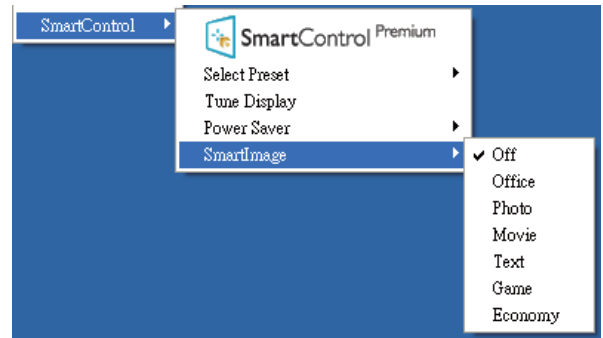 SmartControl
SmartControl Premium
Select Preset
Tune Display
Power Saver
SmartImage
Off
Office
Photo
Movie
Text
Game
Economy